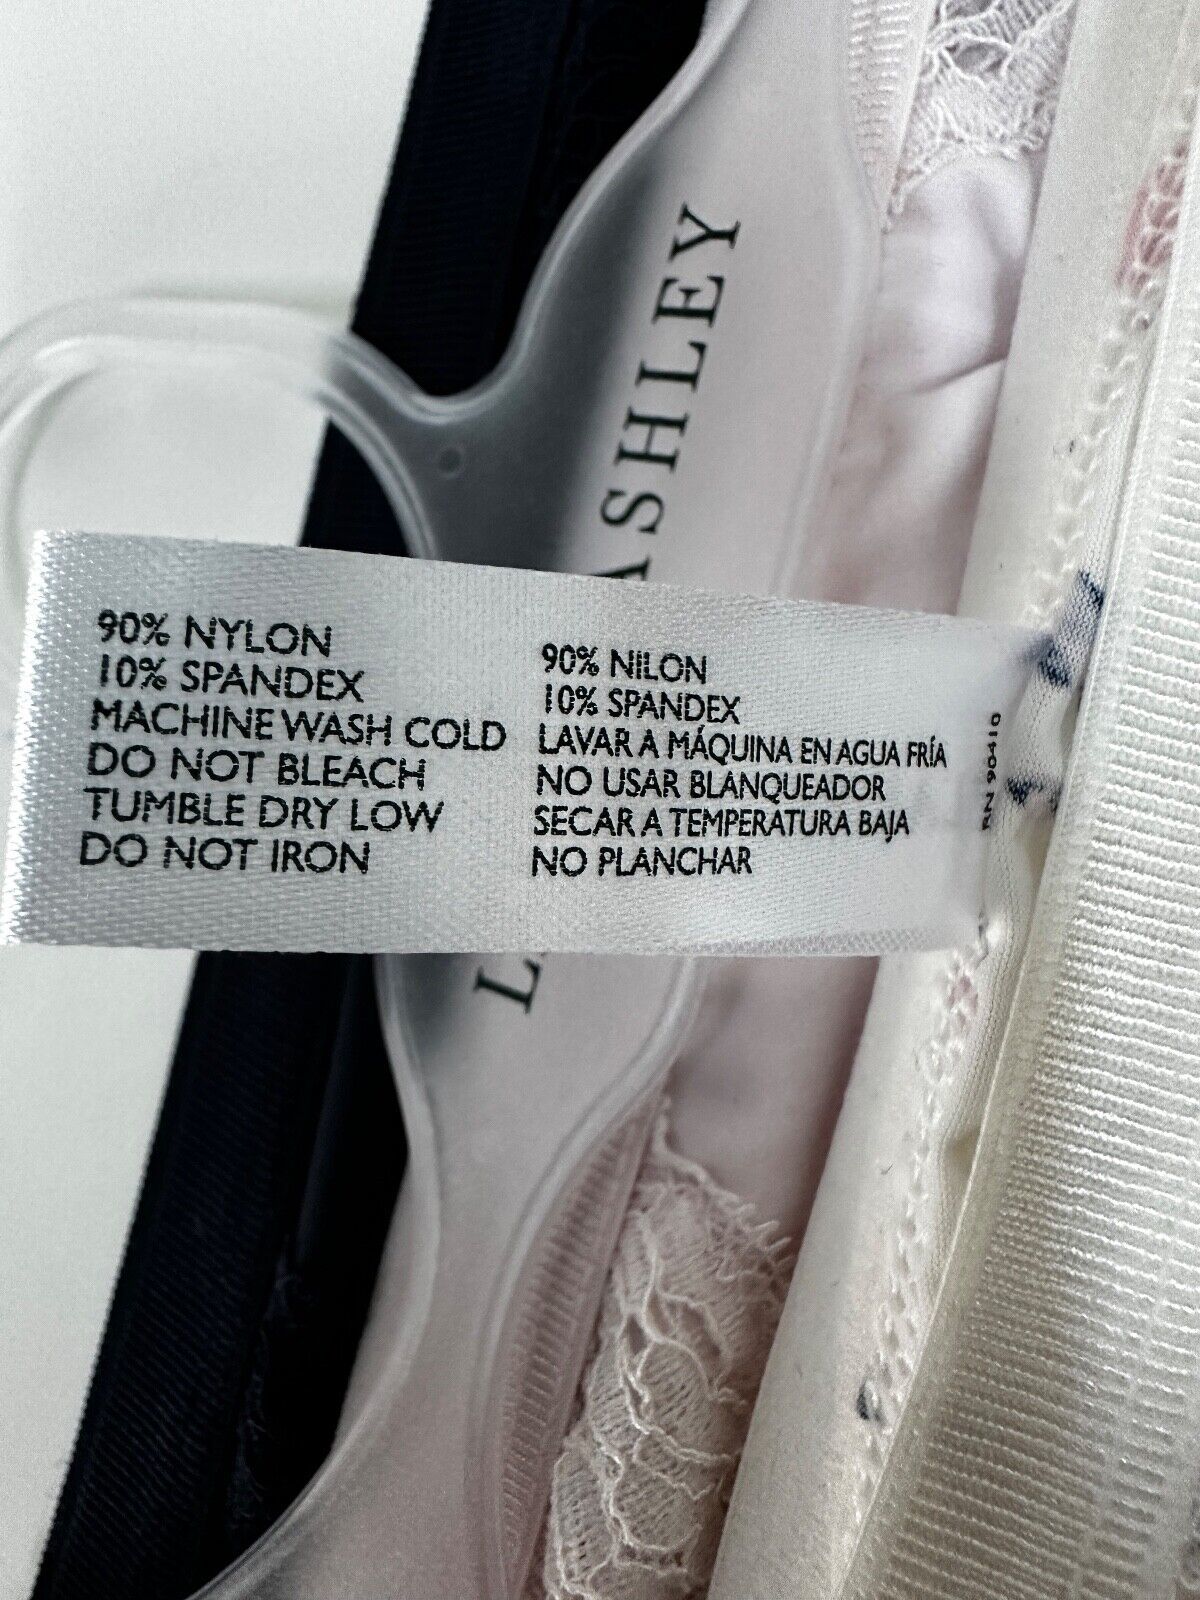 ASHLEY
90% NYLON
10% SPANDEX
MACHINE WASH COLD
DO NOT BLEACH
TUMBLE DRY LOW
DO NOT IRON
90% NILON
10% SPANDEX
LAVAR A MÁQUINA EN AGUA FRÍA
NO USAR BLANQUEADOR
SECAR A TEMPERATURA BAJA
NO PLANCHAR
RN 90410